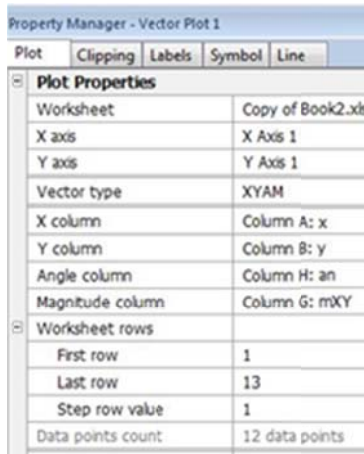 Property Manager - Vector Plot 1
Plot Clipping Labels Symbol Line
Plot Properties
Worksheet Copy of Book2.xls
X axis X Axis 1
Y axis Y Axis 1
Vector type XYAM
X column Column A: x
Y column Column B: y
Angle column Column H: an
Magnitude column Column G: mXY
Worksheet rows
First row 1
Last row 13
Step row value 1
Data points count 12 data points